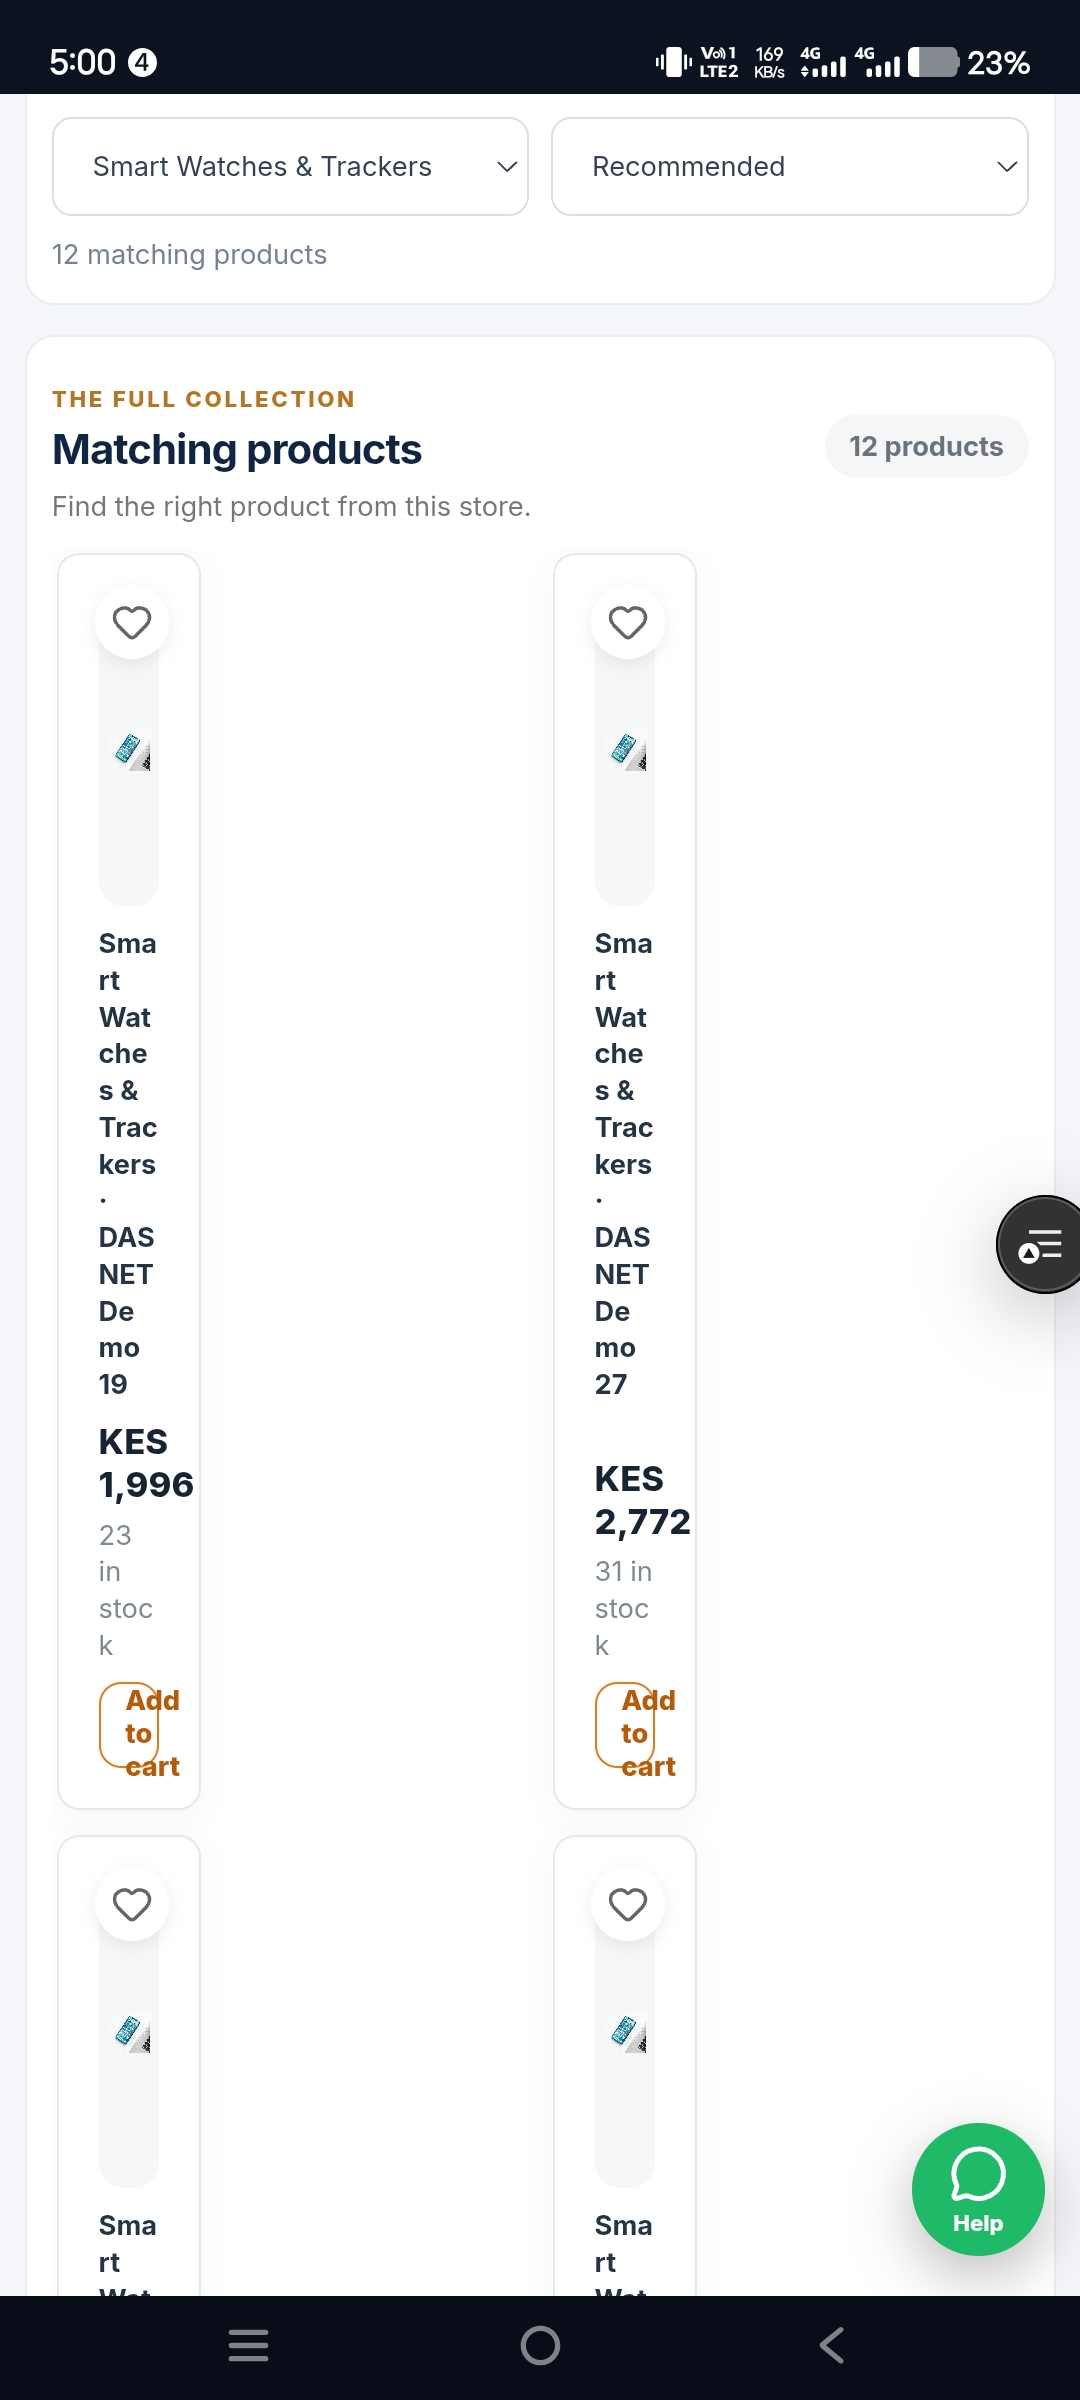 5:00 4
Vo)) 1 LTE2 169 KB/s 4G 4G 23%
Smart Watches & Trackers
Recommended
12 matching products
THE FULL COLLECTION
Matching products
12 products
Find the right product from this store.
Sma
rt
Wat
che
s &
Trac
kers
·
DAS
NET
De
mo
19
KES
1,996
23
in
stoc
k
Add
to
cart
Sma
rt
Wat
che
s &
Trac
kers
·
DAS
NET
De
mo
27
KES
2,772
31 in
stoc
k
Add
to
cart
Sma
rt
Wat
Sma
rt
Wat
Help